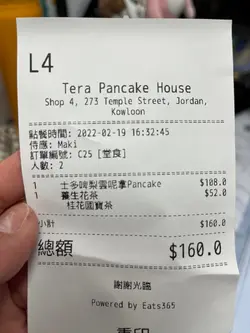 L4
Tera Pancake House
Shop 4, 273 Temple Street, Jordan,
Kowloon
點餐時間: 2022-02-19 16:32:45
侍應: Maki
訂單編號: C25 [堂食]
人數: 2
1 士多啤梨雲呢拿Pancake $108.0
1 養生花茶 $52.0
桂花國寶茶
小計 $160.0
總額 $160.0
謝謝光臨
Powered by Eats365
重印